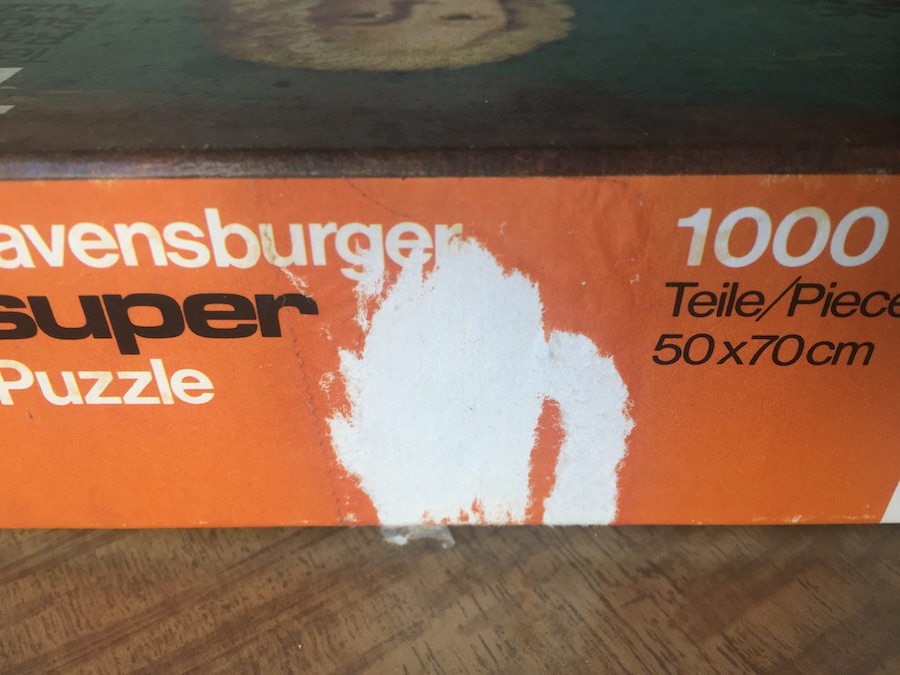 avensburger
super
Puzzle
1000
Teile/Piece
50x70cm